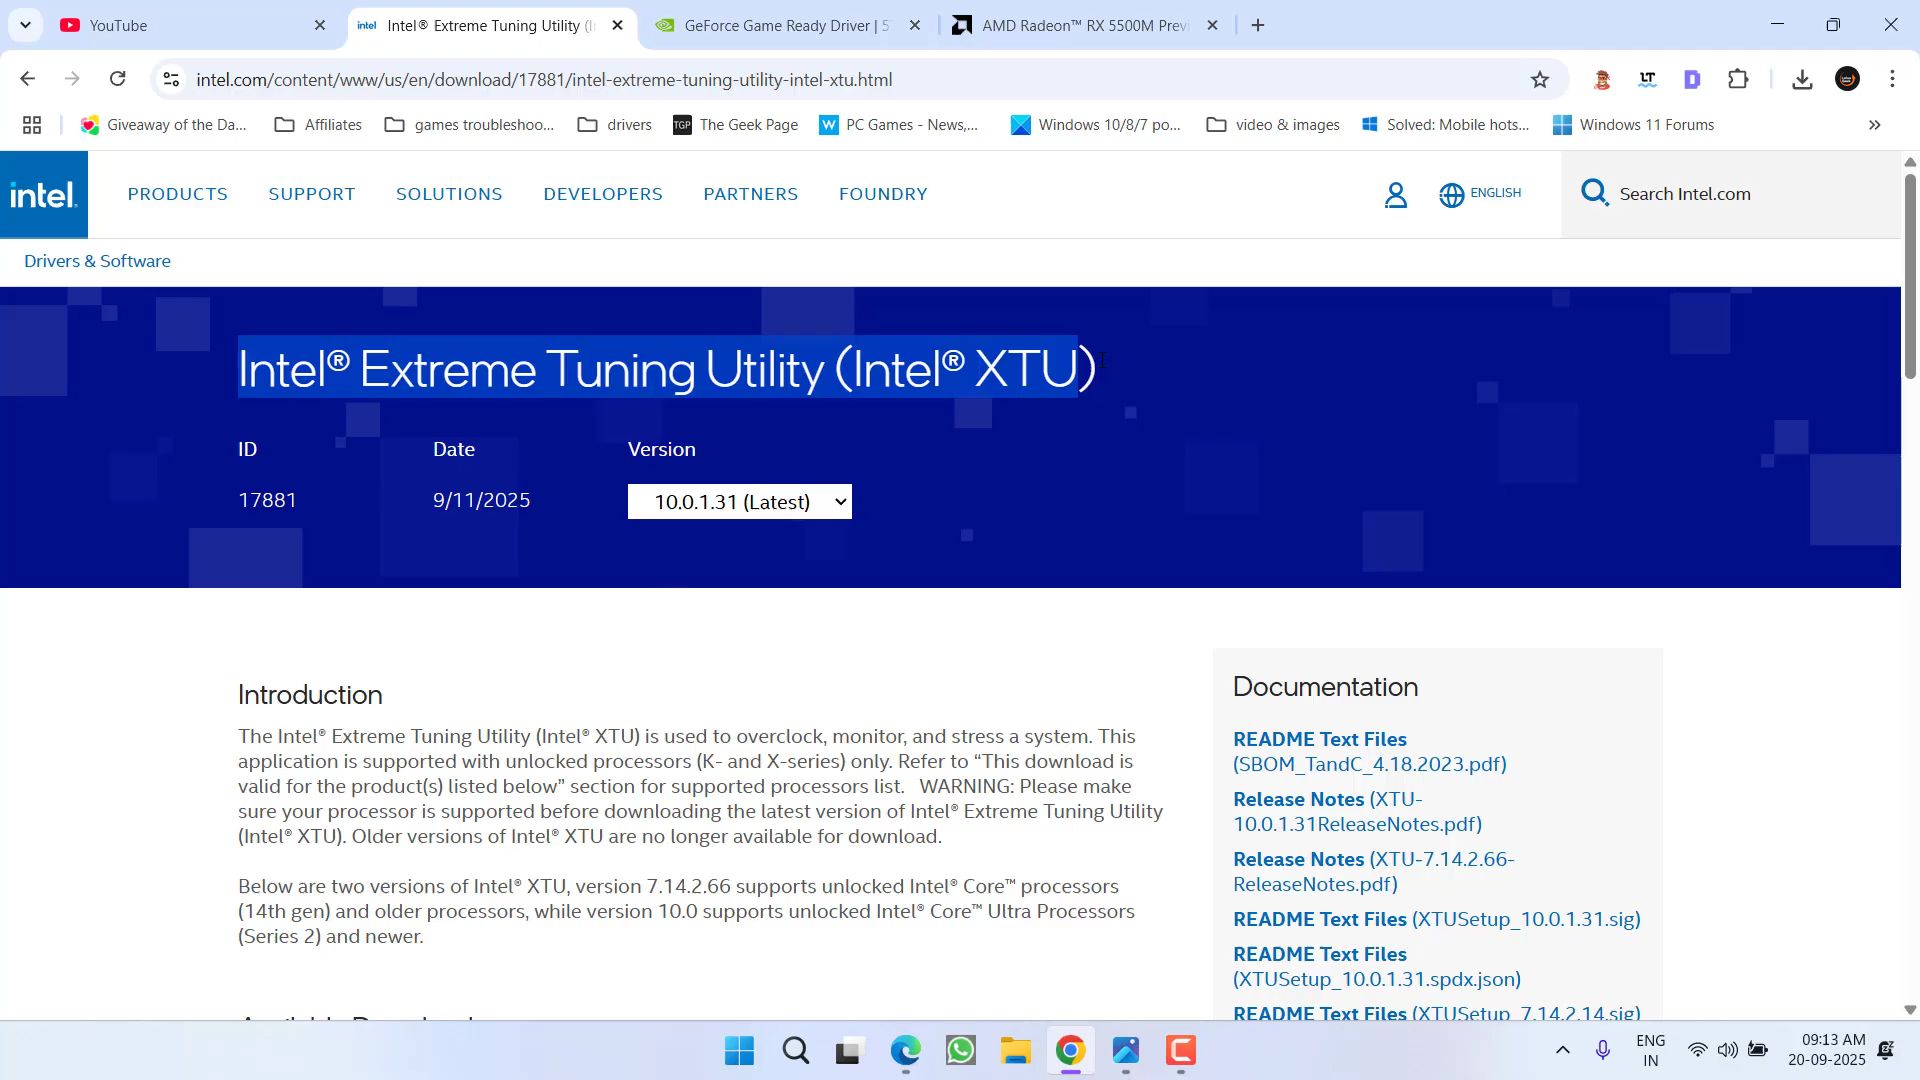 YouTube
Intel® Extreme Tuning Utility (I
GeForce Game Ready Driver | 5
AMD Radeon™ RX 5500M Previ
intel.com/content/www/us/en/download/17881/intel-extreme-tuning-utility-intel-xtu.html
Giveaway of the Da...
Affiliates
games troubleshoo...
drivers
TGP The Geek Page
PC Games - News,...
Windows 10/8/7 po...
video & images
Solved: Mobile hots...
Windows 11 Forums
intel.
PRODUCTS
SUPPORT
SOLUTIONS
DEVELOPERS
PARTNERS
FOUNDRY
ENGLISH
Search Intel.com
Drivers & Software
Intel® Extreme Tuning Utility (Intel® XTU)
ID
Date
Version
17881
9/11/2025
10.0.1.31 (Latest)
Introduction
The Intel® Extreme Tuning Utility (Intel® XTU) is used to overclock, monitor, and stress a system. This
application is supported with unlocked processors (K- and X-series) only. Refer to “This download is
valid for the product(s) listed below” section for supported processors list. WARNING: Please make
sure your processor is supported before downloading the latest version of Intel® Extreme Tuning Utility
(Intel® XTU). Older versions of Intel® XTU are no longer available for download.
Below are two versions of Intel® XTU, version 7.14.2.66 supports unlocked Intel® Core™ processors
(14th gen) and older processors, while version 10.0 supports unlocked Intel® Core™ Ultra Processors
(Series 2) and newer.
Documentation
README Text Files
(SBOM_TandC_4.18.2023.pdf)
Release Notes (XTU-
10.0.1.31ReleaseNotes.pdf)
Release Notes (XTU-7.14.2.66-
ReleaseNotes.pdf)
README Text Files (XTUSetup_10.0.1.31.sig)
README Text Files
(XTUSetup_10.0.1.31.spdx.json)
README Text Files (XTUSetup_7.14.2.14.sig)
ENG
IN
09:13 AM
20-09-2025